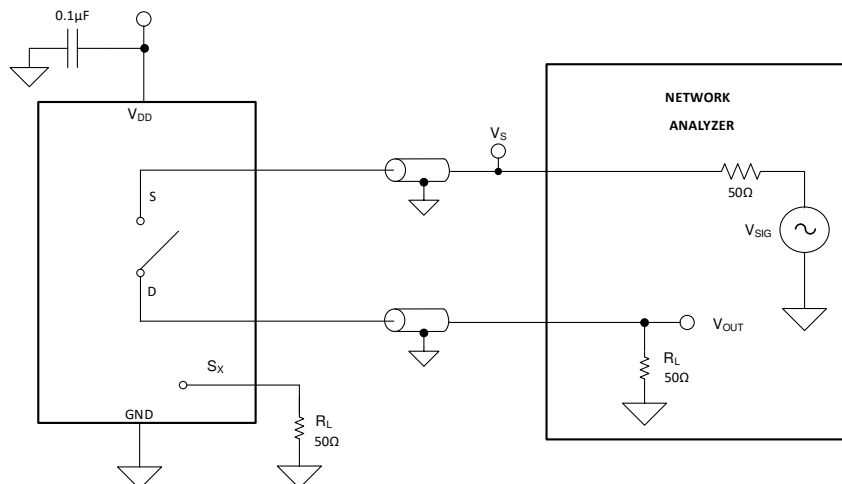 0.1µF
VDD
NETWORK
ANALYZER
VS
S
50Ω
VSIG
D
VOUT
SX
RL
50Ω
GND
RL
50Ω